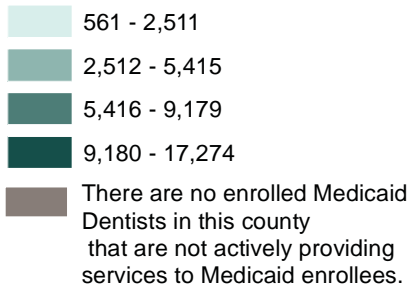 561 - 2,511
2,512 - 5,415
5,416 - 9,179
9,180 - 17,274
There are no enrolled Medicaid
Dentists in this county
that are not actively providing
services to Medicaid enrollees.